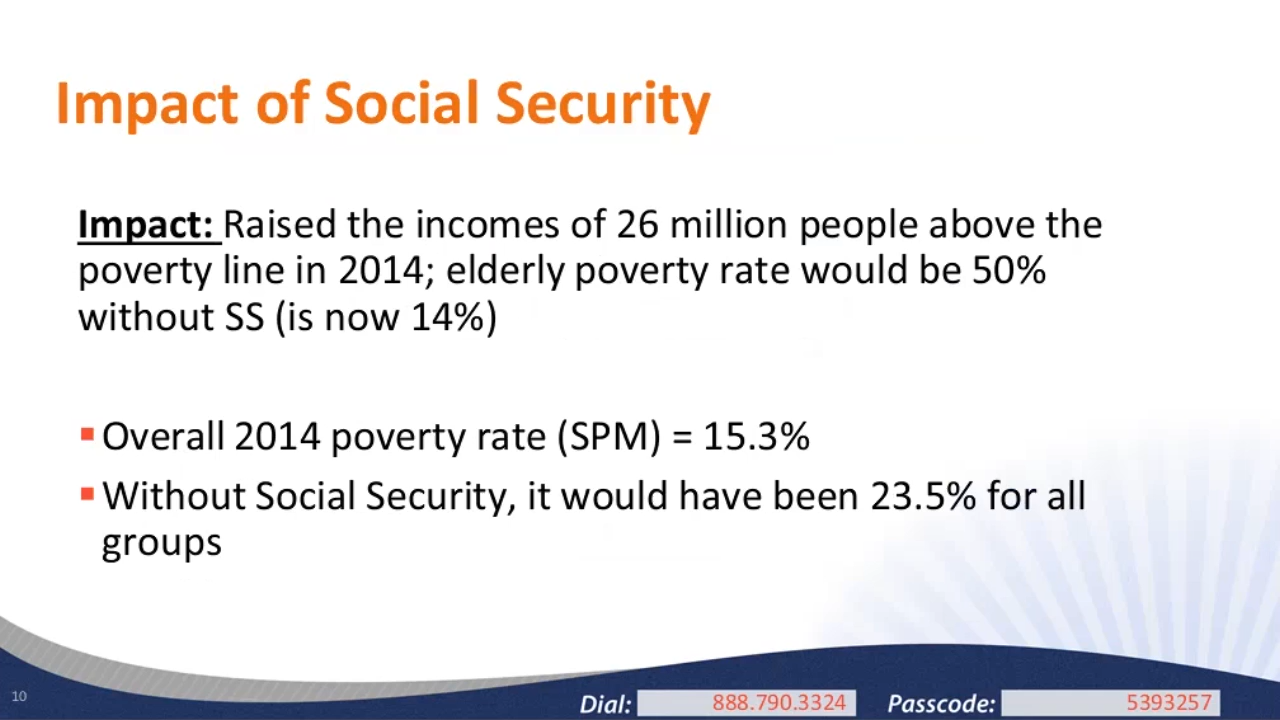 Impact of Social Security
Impact: Raised the incomes of 26 million people above the
poverty line in 2014; elderly poverty rate would be 50%
without SS (is now 14%)
▪Overall 2014 poverty rate (SPM) = 15.3%
▪Without Social Security, it would have been 23.5% for all
groups
10
Dial: 888.790.3324 Passcode: 5393257